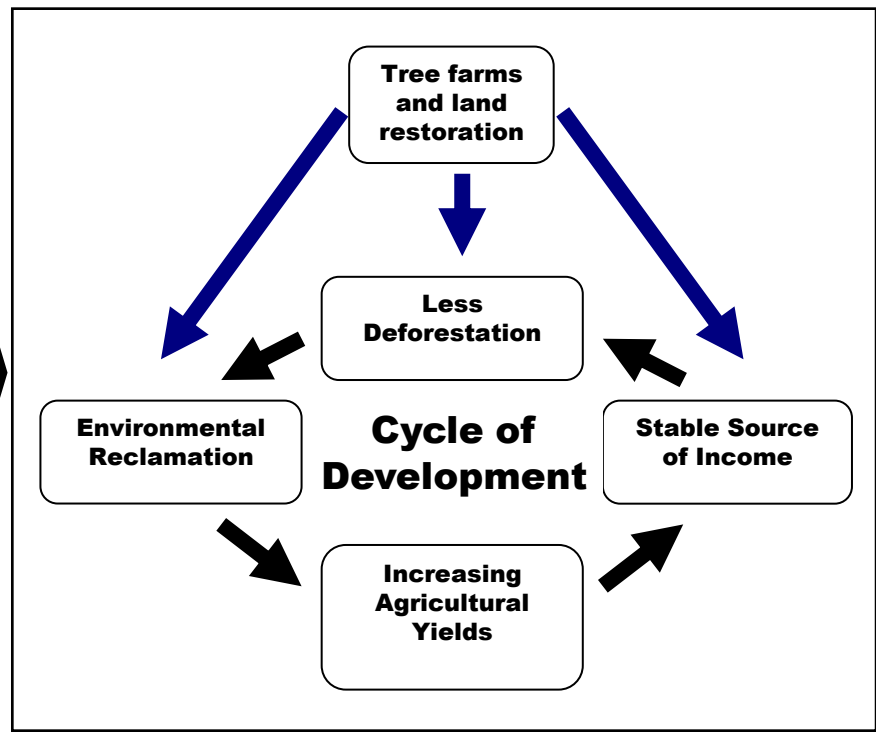 Tree farms
and land
restoration
Less
Deforestation
Environmental
Reclamation
Cycle of
Development
Stable Source
of Income
Increasing
Agricultural
Yields